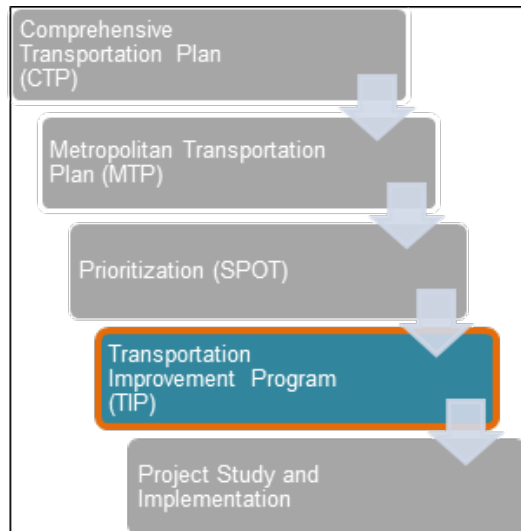 Comprehensive
Transportation Plan
(CTP)
Metropolitan Transportation
Plan (MTP)
Prioritization (SPOT)
Transportation
Improvement Program
(TIP)
Project Study and
Implementation